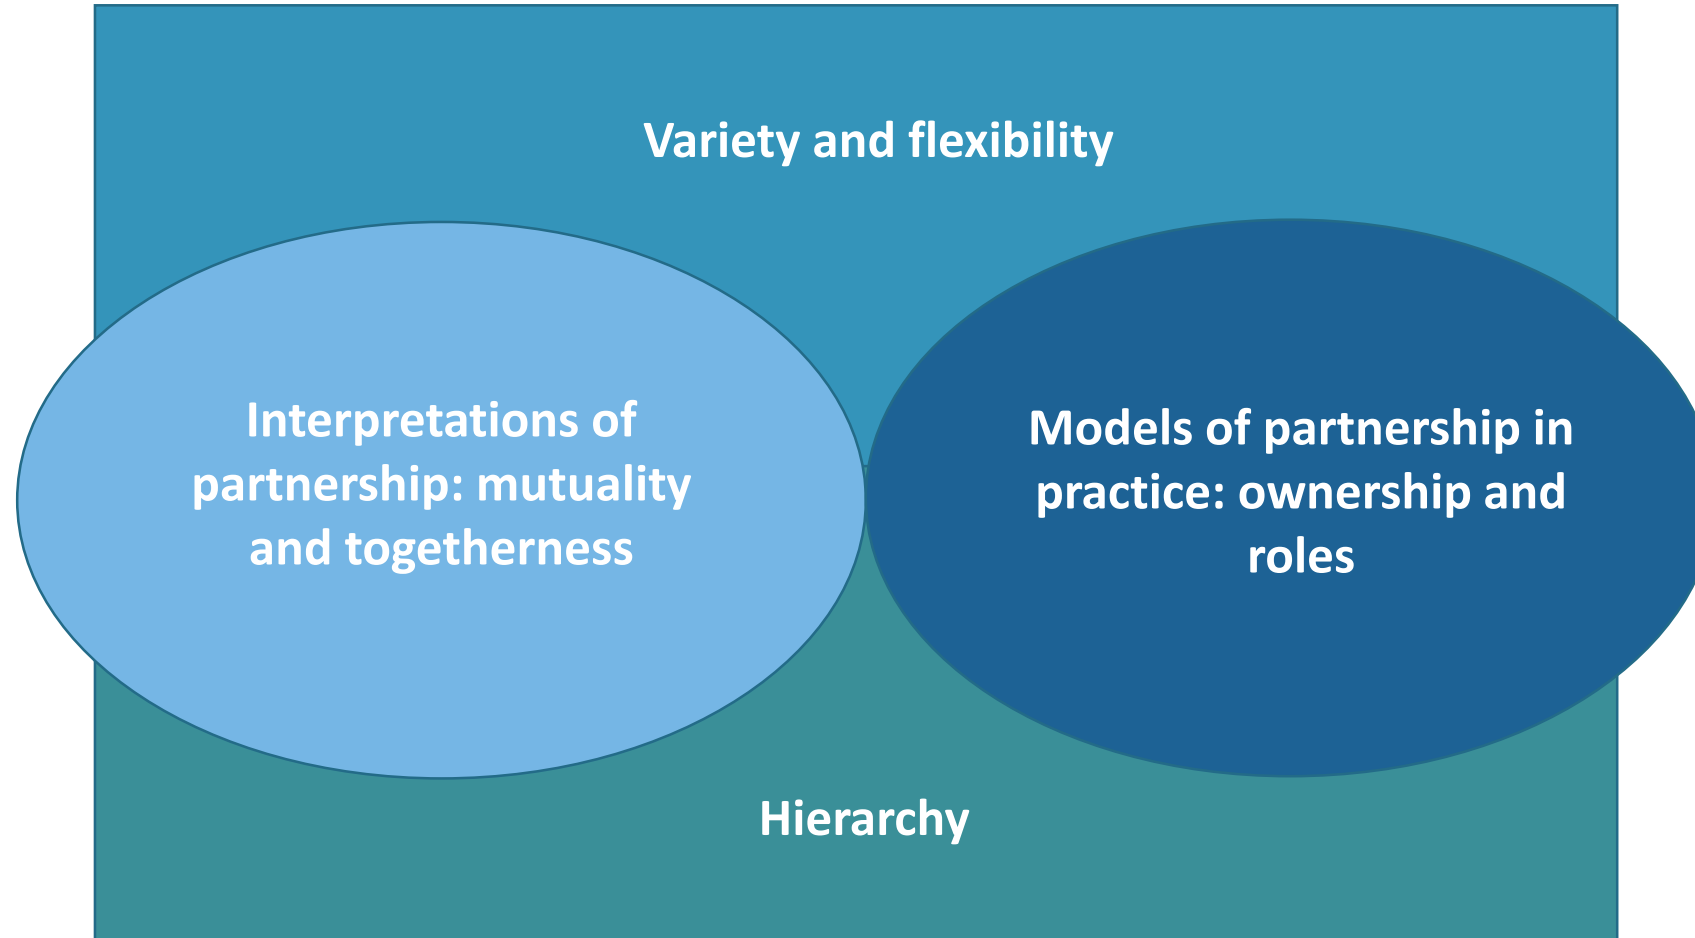 Variety and flexibility
Interpretations of
partnership: mutuality
and togetherness
Models of partnership in
practice: ownership and
roles
Hierarchy